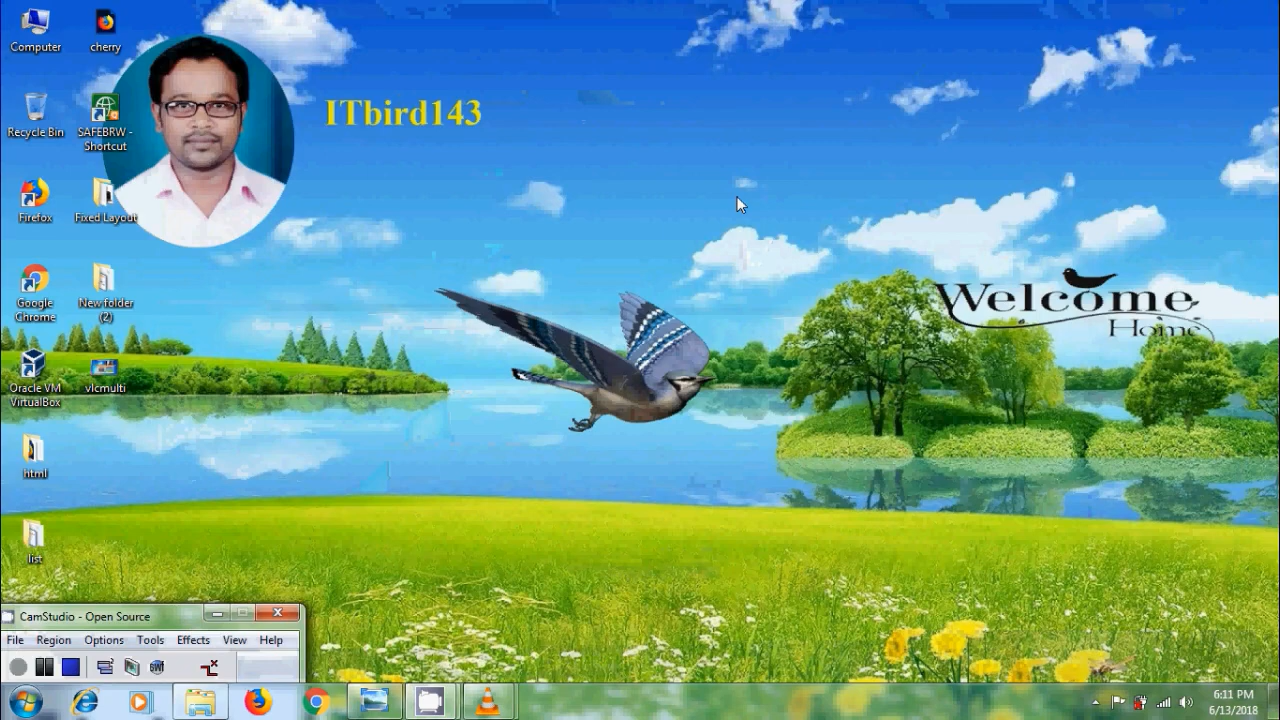 Computer
cherry
ITbird143
Recycle Bin
SAFEBRW -
Shortcut
Firefox
Fixed Layout
Google
Chrome
New folder
(2)
Welcome
Home
Oracle VM
VirtualBox
vlcmulti
html
list
CamStudio - Open Source
File Region Options Tools Effects View Help
6:11 PM
6/13/2018